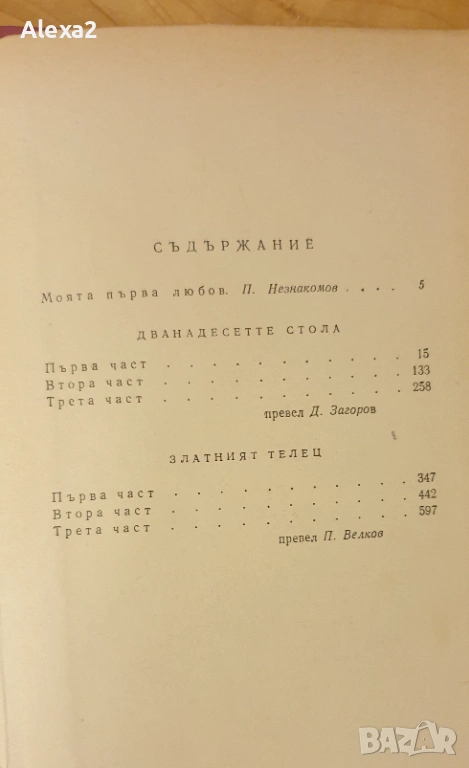 Alexa2
СЪДЪРЖАНИЕ
Моята първа любов. П. Незнакомов . . . . 5
ДВАНАДЕСЕТТЕ СТОЛА
Първа част . . . . . . . . . . . 15
Втора част . . . . . . . . . . . 133
Трета част . . . . . . . . . . . 258
превел Д. Загоров
ЗЛАТНИЯТ ТЕЛЕЦ
Първа част . . . . . . . . . . . 347
Втора част . . . . . . . . . . . 442
Трета част . . . . . . . . . . . 597
превел П. Велков
BAZAR